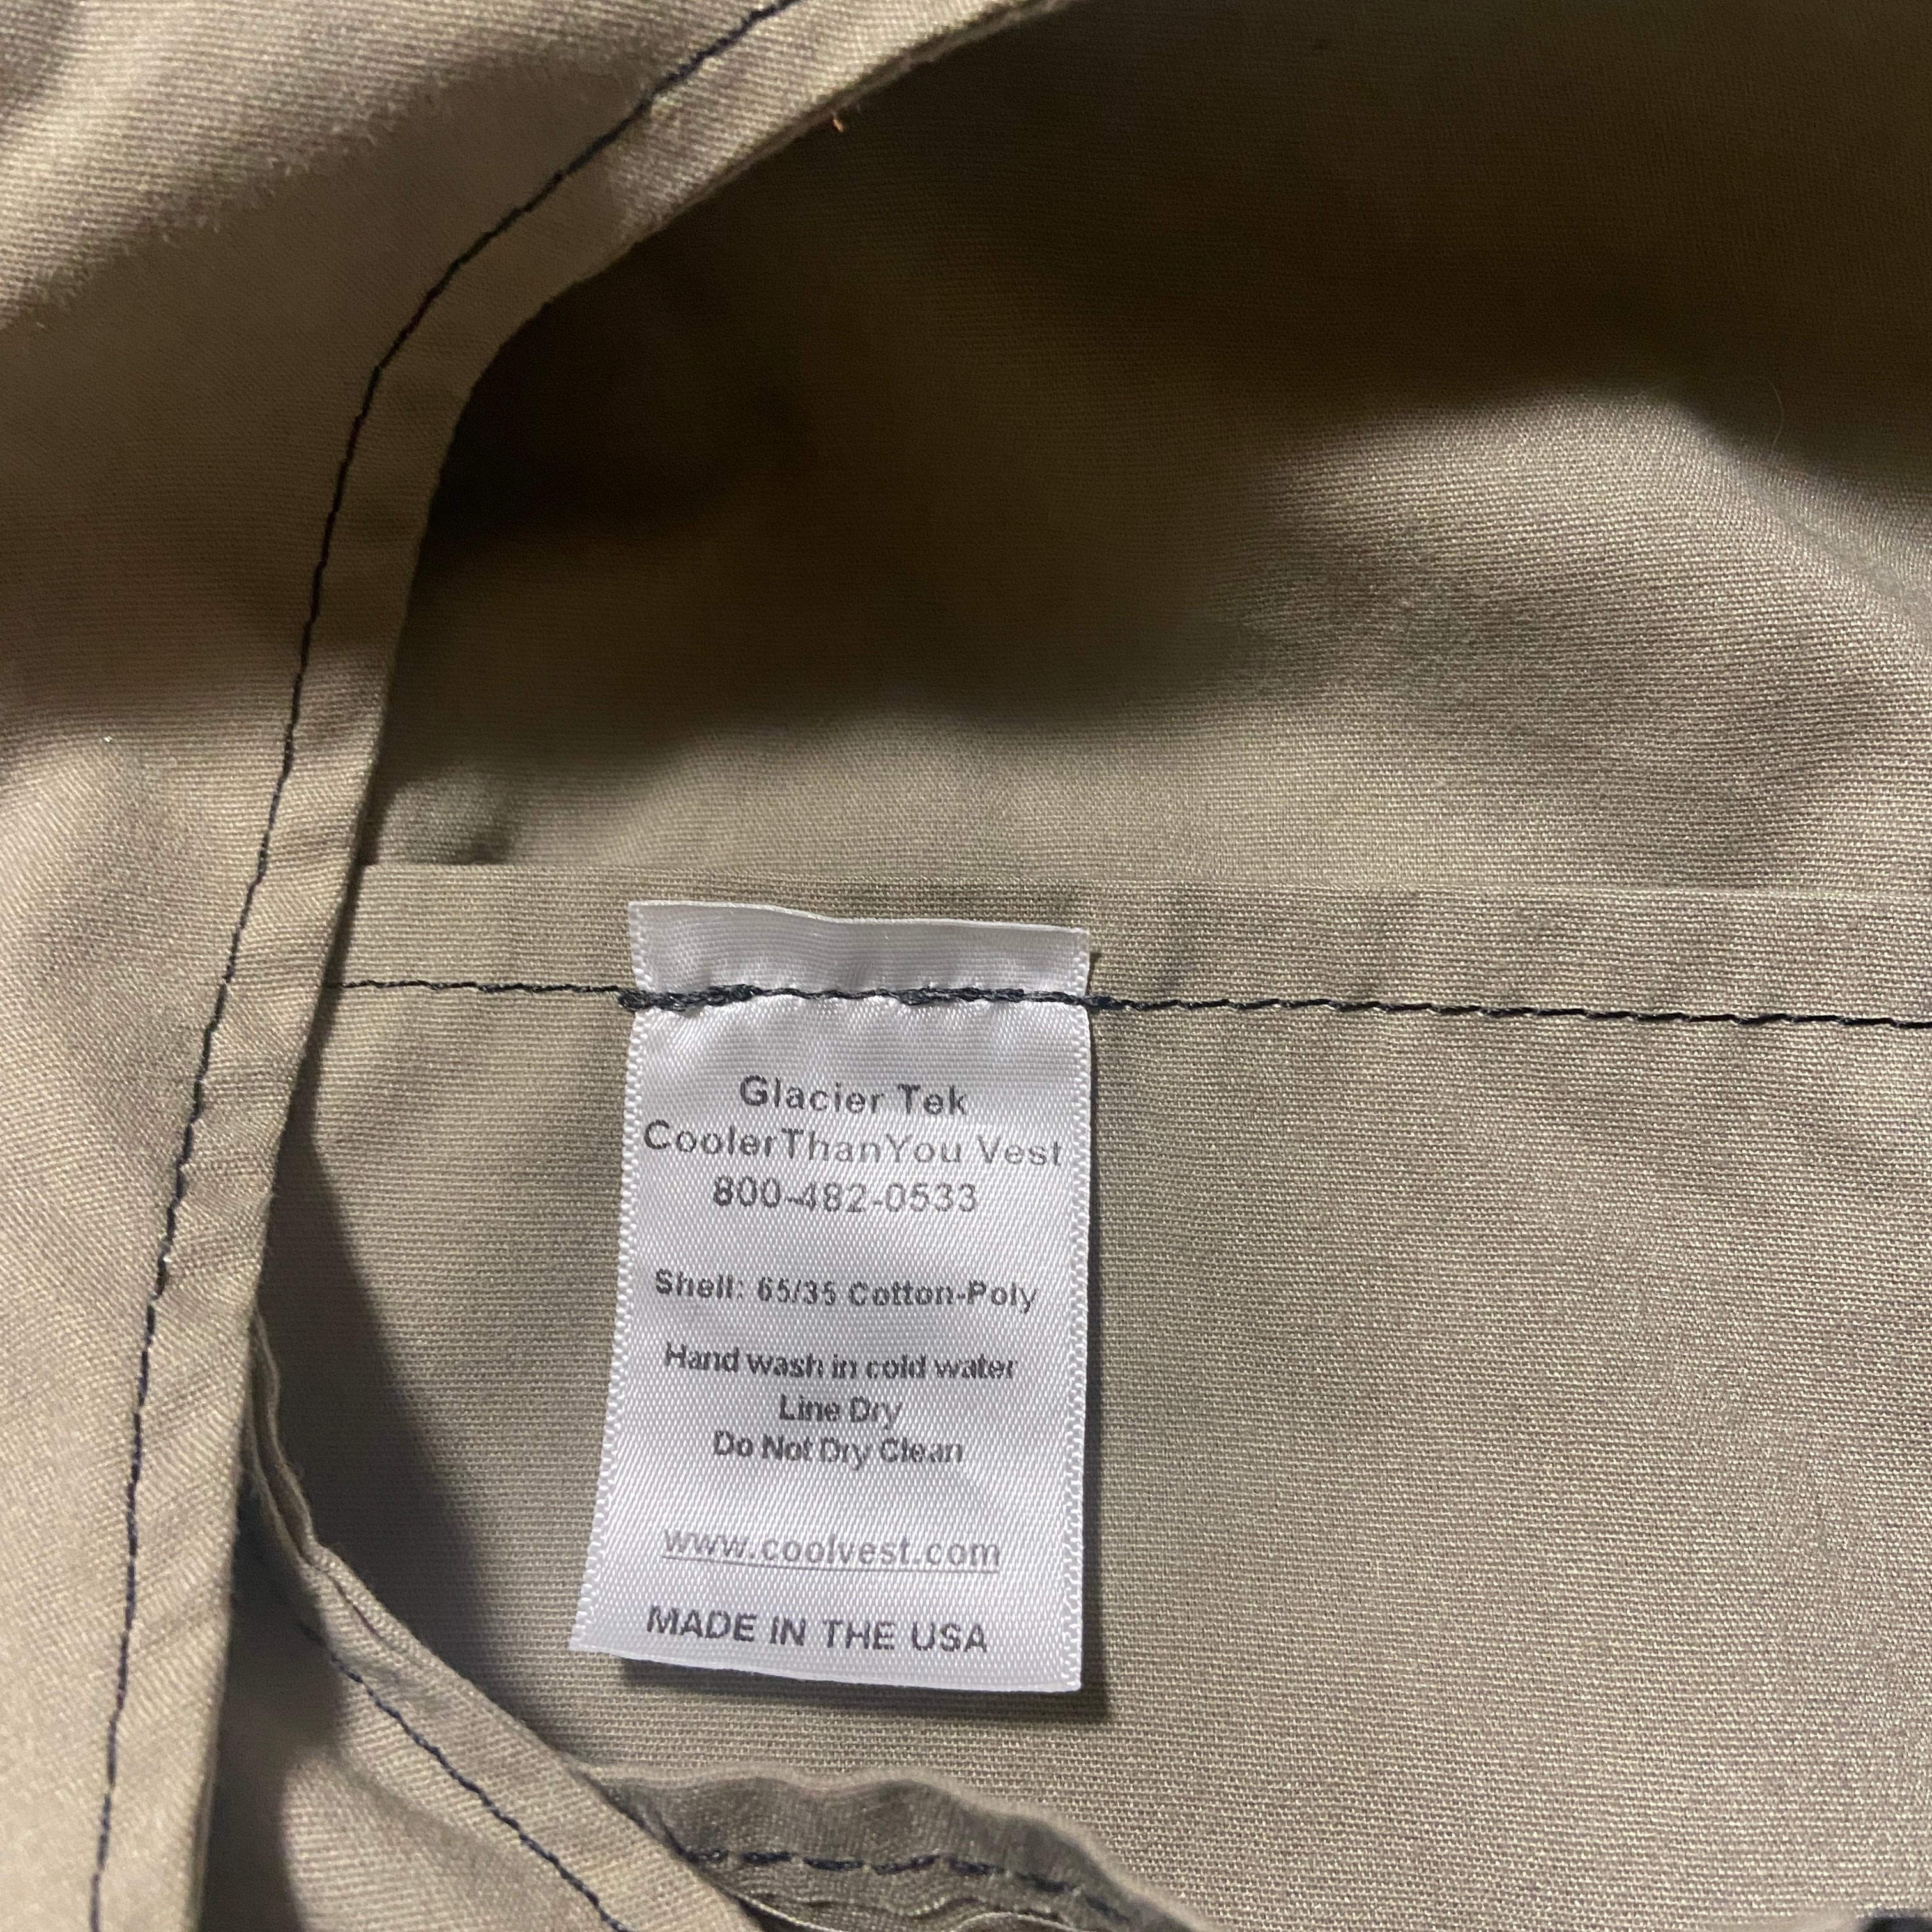 Glacier Tek
CoolerThanYou Vest
800-482-0533
Shell: 65/35 Cotton-Poly
Hand wash in cold water
Line Dry
Do Not Dry Clean
www.coolvest.com
MADE IN THE USA